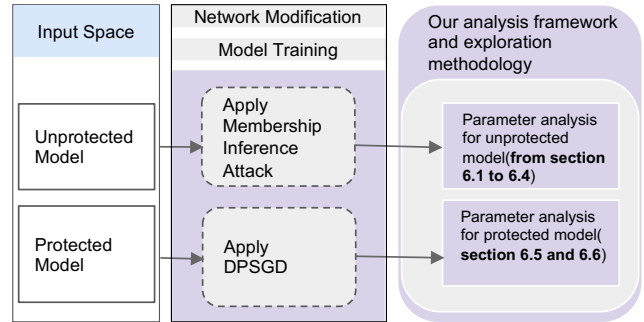 Input Space
Unprotected
Model
Protected
Model
Network Modification
Model Training
Apply
Membership
Inference
Attack
Apply
DPSGD
Our analysis framework
and exploration
methodology
Parameter analysis
for unprotected
model(from section
6.1 to 6.4)
Parameter analysis
for protected model(
section 6.5 and 6.6)